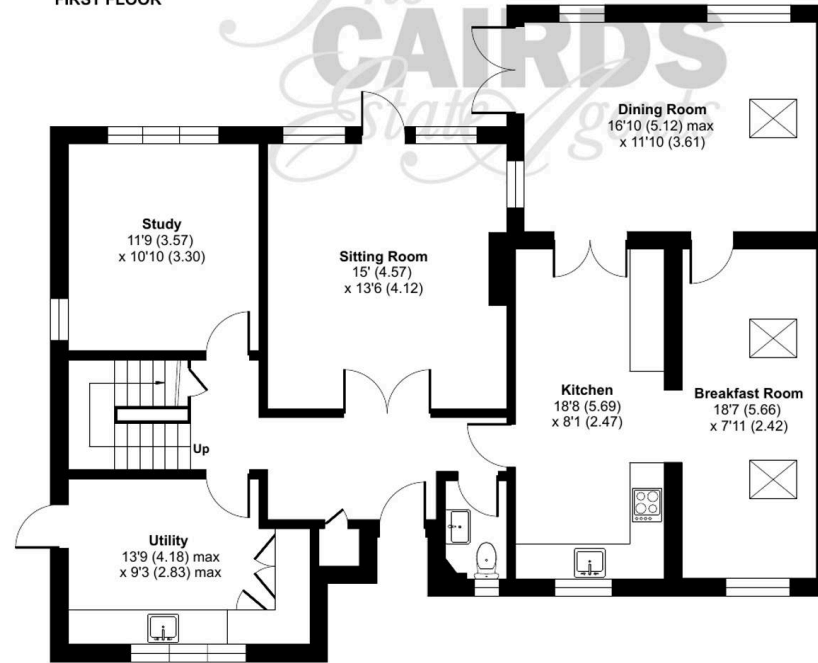 FIRST FLOOR
The
CAIRDS
Estate Agents
Dining Room
16'10 (5.12) max
x 11'10 (3.61)
Study
11'9 (3.57)
x 10'10 (3.30)
Sitting Room
15' (4.57)
x 13'6 (4.12)
Kitchen
18'8 (5.69)
x 8'1 (2.47)
Breakfast Room
18'7 (5.66)
x 7'11 (2.42)
Up
Utility
13'9 (4.18) max
x 9'3 (2.83) max